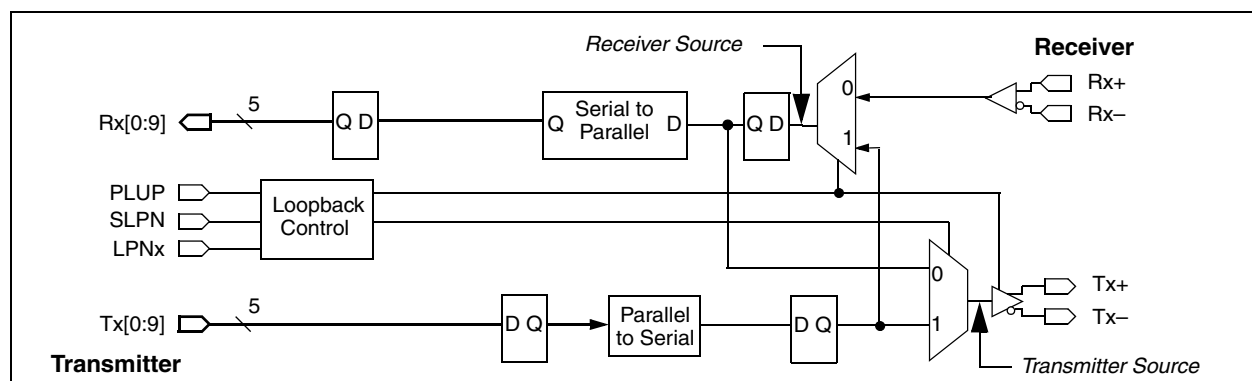 Receiver Source
Receiver
Rx[0:9]
5
Q D
Q
Serial to
Parallel
D
Q D
0
1
Rx+
Rx–
PLUP
SLPN
LPNx
Loopback
Control
0
1
Tx[0:9]
5
D Q
Parallel
to Serial
D Q
Tx+
Tx–
Transmitter
Transmitter Source